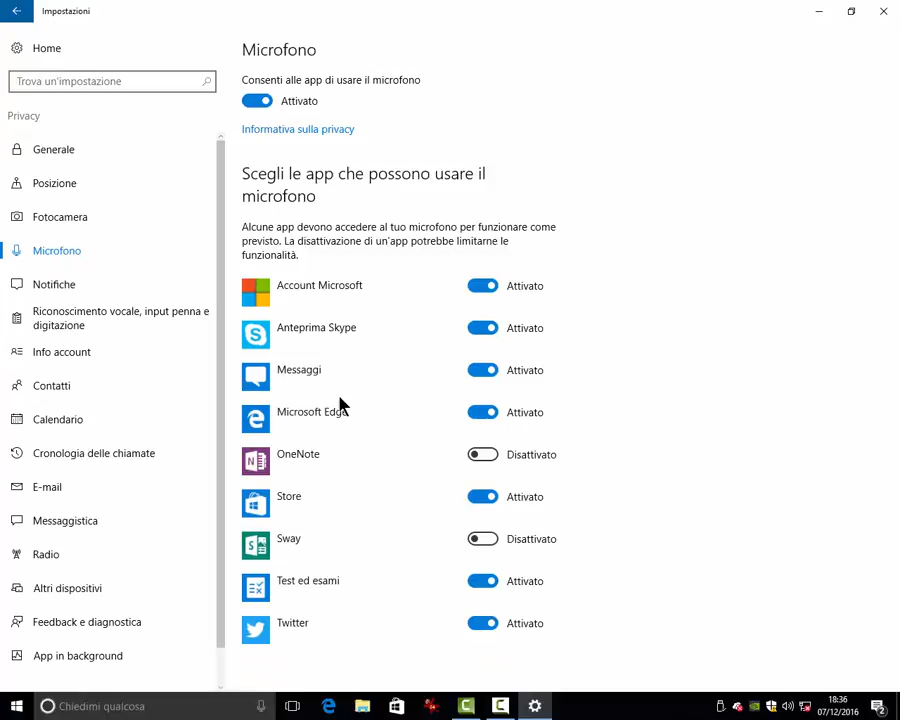 Impostazioni
Home
Trova un'impostazione
Privacy
Generale
Posizione
Fotocamera
Microfono
Notifiche
Riconoscimento vocale, input penna e
digitazione
Info account
Contatti
Calendario
Cronologia delle chiamate
E-mail
Messaggistica
Radio
Altri dispositivi
Feedback e diagnostica
App in background
Microfono
Consenti alle app di usare il microfono
Attivato
Informativa sulla privacy
Scegli le app che possono usare il
microfono
Alcune app devono accedere al tuo microfono per funzionare come
previsto. La disattivazione di un'app potrebbe limitarne le
funzionalità.
Account Microsoft Attivato
Anteprima Skype Attivato
Messaggi Attivato
Microsoft Edge Attivato
OneNote Disattivato
Store Attivato
Sway Disattivato
Test ed esami Attivato
Twitter Attivato
Chiedimi qualcosa
18:36
07/12/2016
2